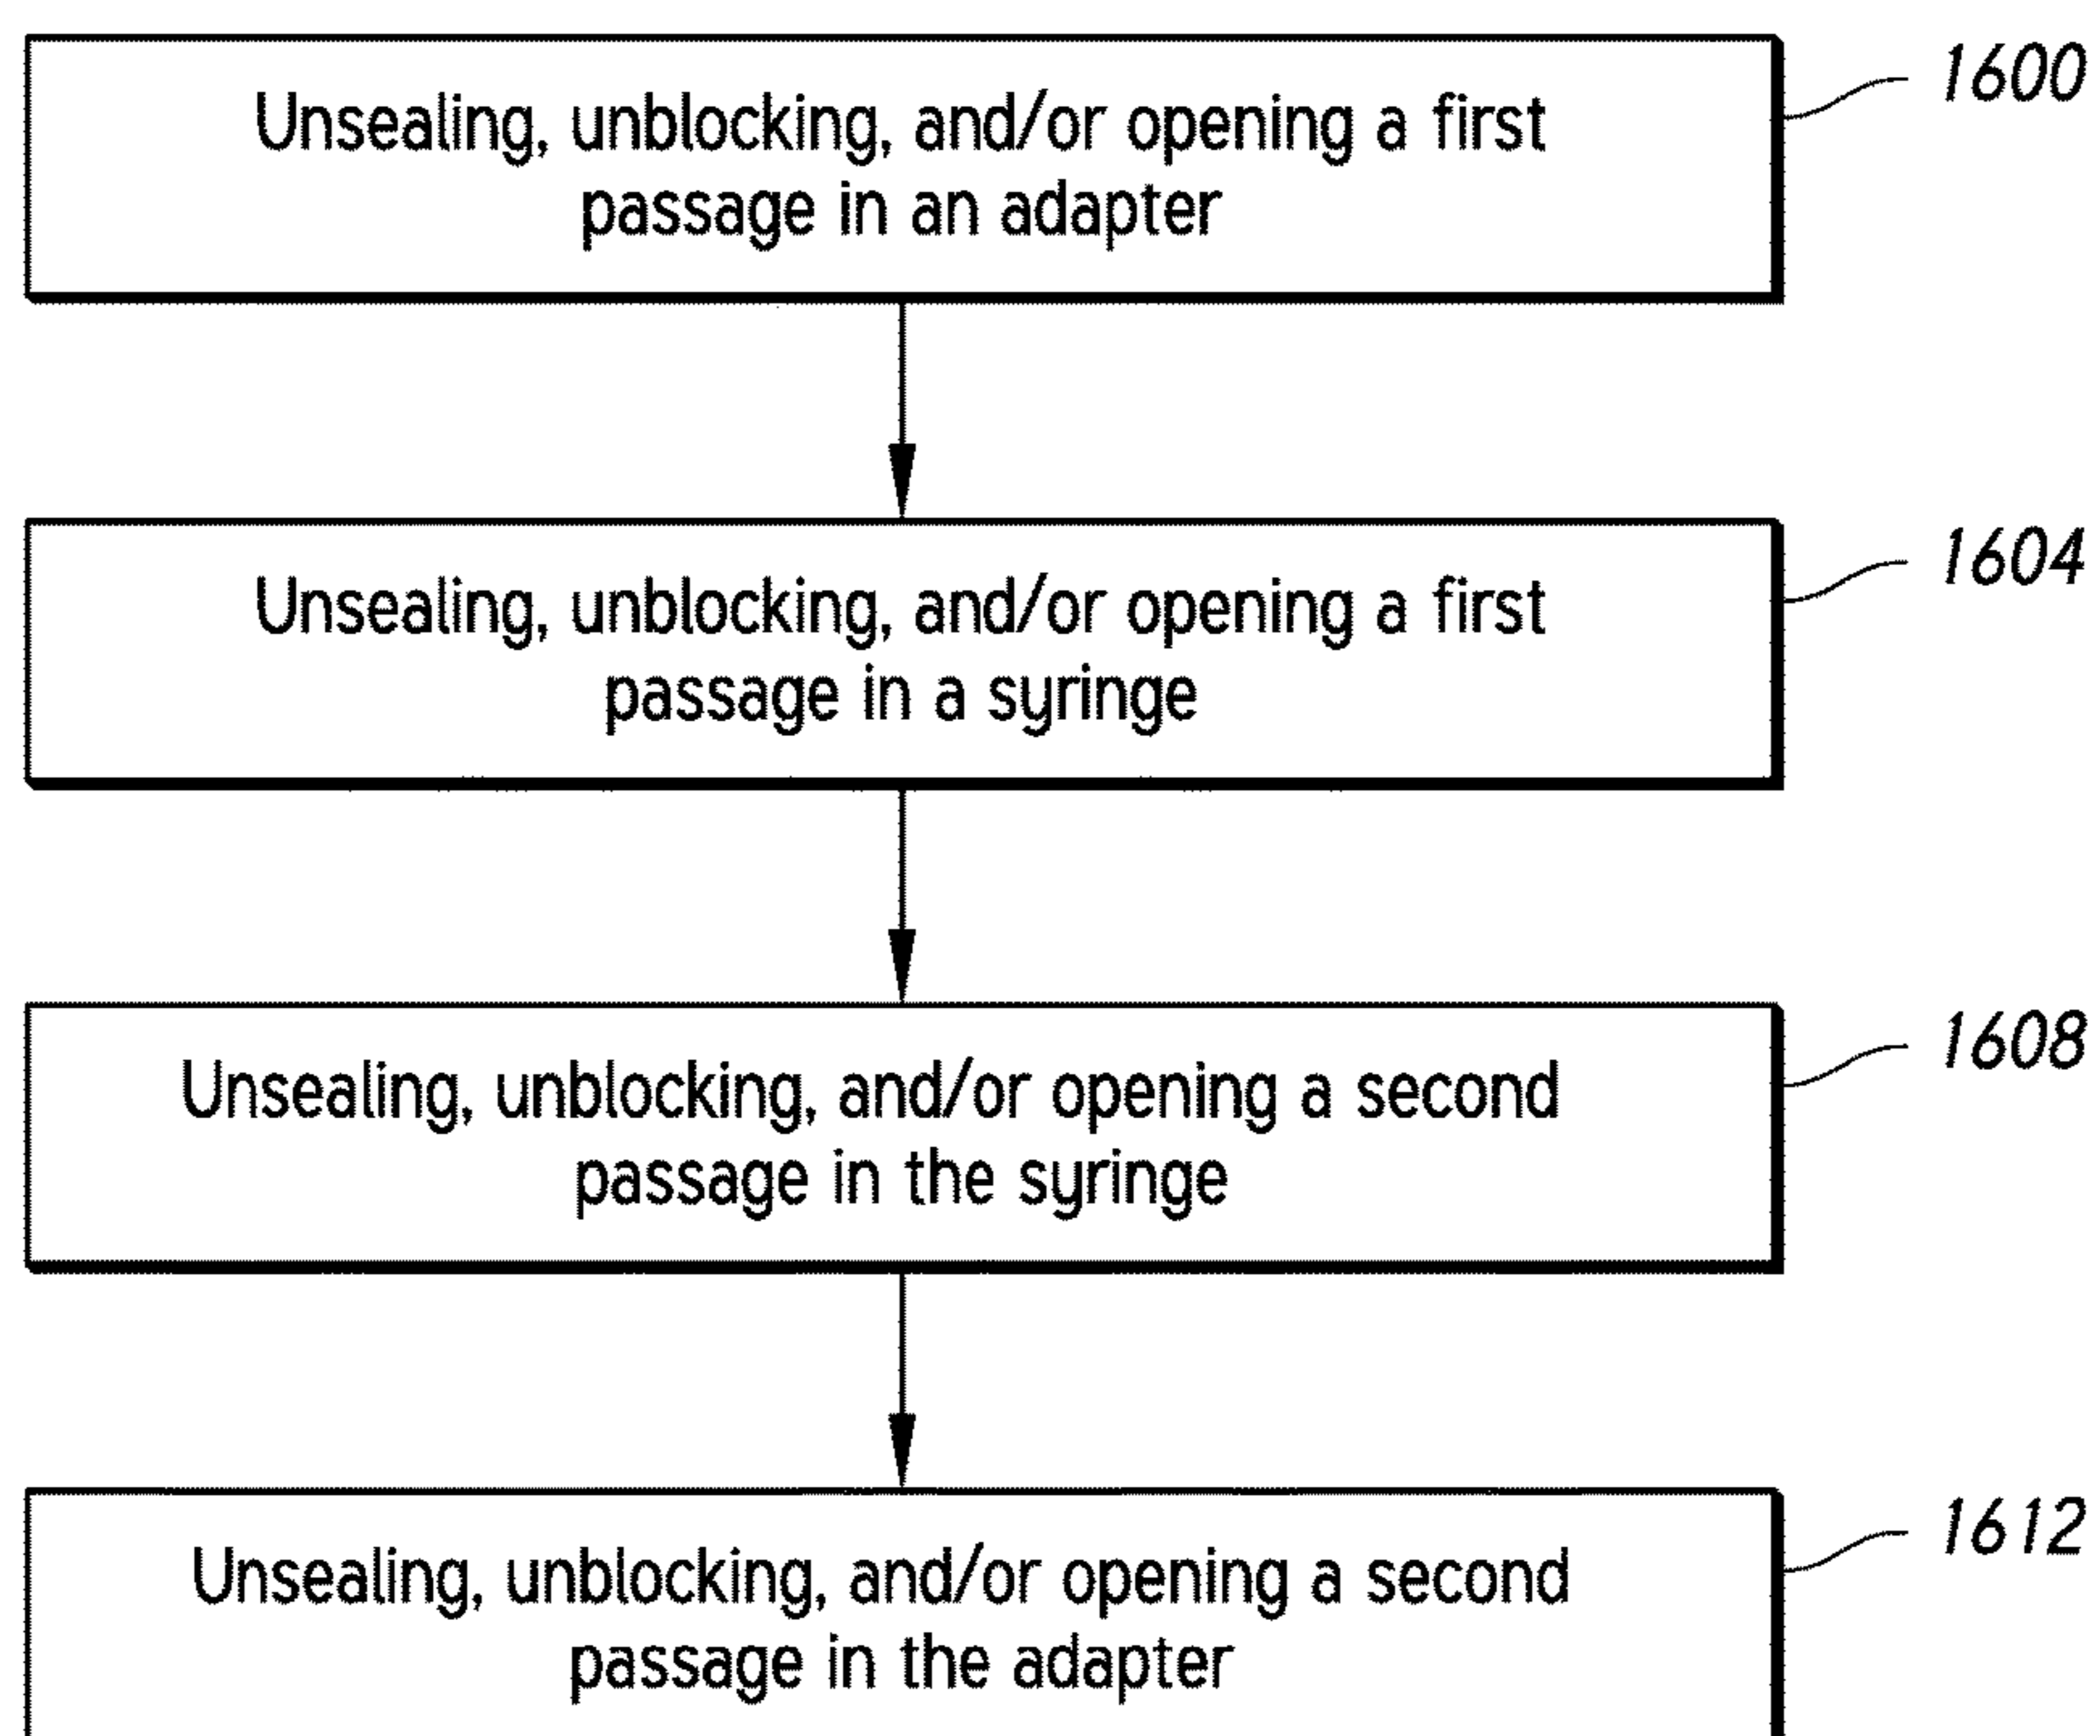 Unsealing, unblocking, and/or opening a first
passage in an adapter
1600
Unsealing, unblocking, and/or opening a first
passage in a syringe
1604
Unsealing, unblocking, and/or opening a second
passage in the syringe
1608
Unsealing, unblocking, and/or opening a second
passage in the adapter
1612